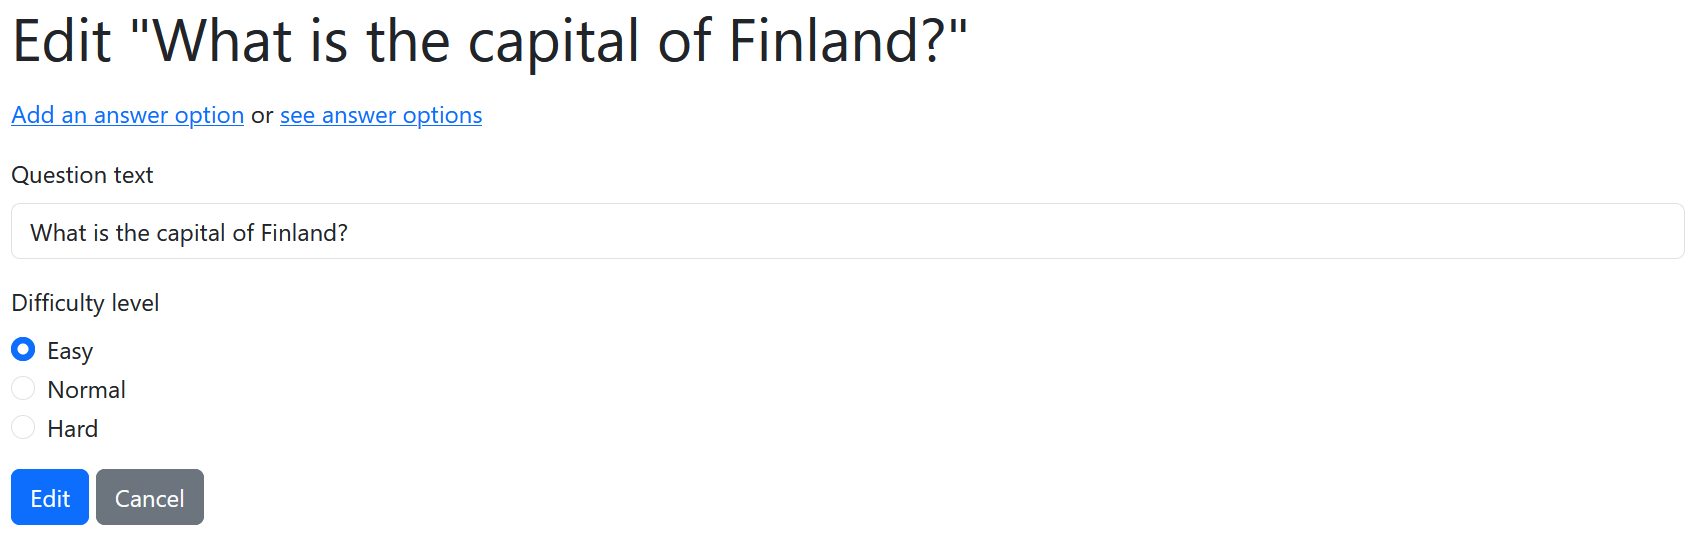 Edit "What is the capital of Finland?"
Add an answer option or see answer options
Question text
What is the capital of Finland?
Difficulty level
Easy
Normal
Hard
Edit Cancel